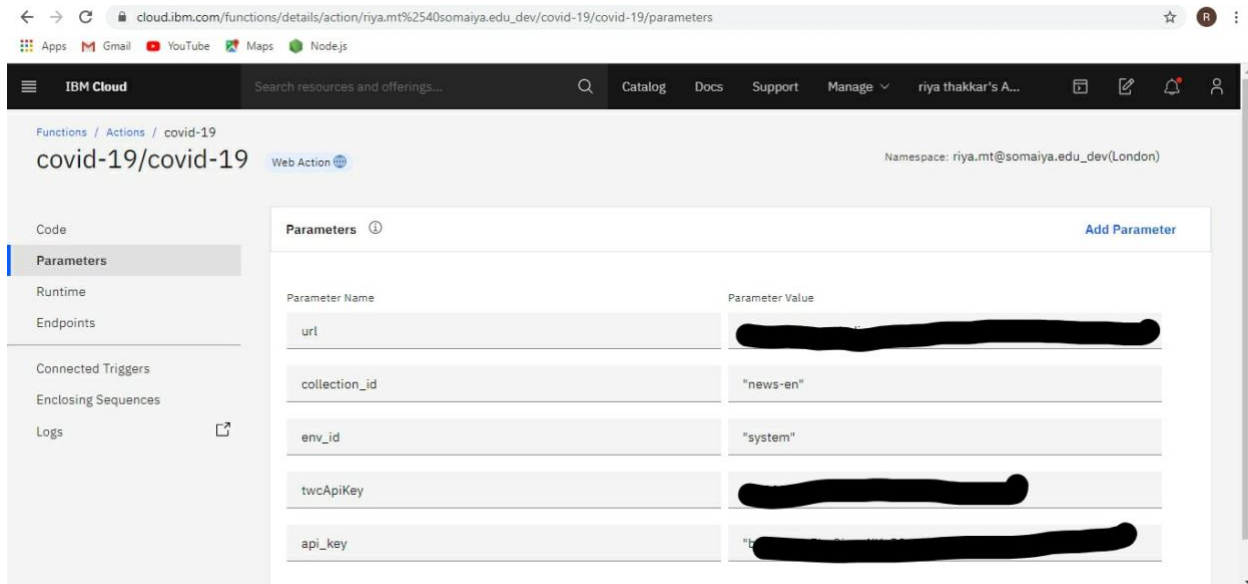 cloud.ibm.com/functions/details/action/riya.mt%2540somaiya.edu_dev/covid-19/covid-19/parameters
R
Apps Gmail YouTube Maps Node.js
IBM Cloud Search resources and offerings... Catalog Docs Support Manage riya thakkar's A...
Functions / Actions / covid-19
covid-19/covid-19 Web Action Namespace: riya.mt@somaiya.edu_dev(London)
Code
Parameters
Runtime
Endpoints
Connected Triggers
Enclosing Sequences
Logs
Parameters Add Parameter
Parameter Name Parameter Value
url
collection_id "news-en"
env_id "system"
twcApiKey
api_key